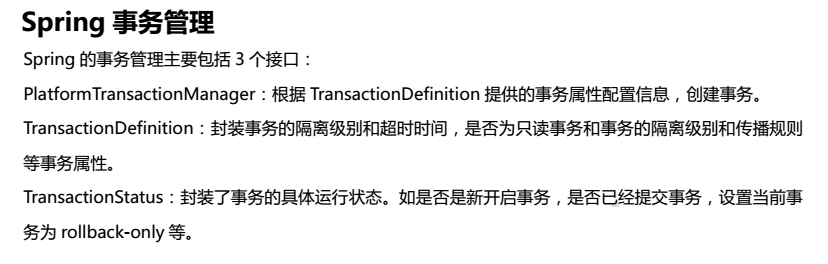 Spring 事务管理
Spring 的事务管理主要包括 3 个接口：
PlatformTransactionManager：根据 TransactionDefinition 提供的事务属性配置信息，创建事务。
TransactionDefinition：封装事务的隔离级别和超时时间，是否为只读事务和事务的隔离级别和传播规则
等事务属性。
TransactionStatus：封装了事务的具体运行状态。如是否是新开启事务，是否已经提交事务，设置当前事
务为 rollback-only 等。